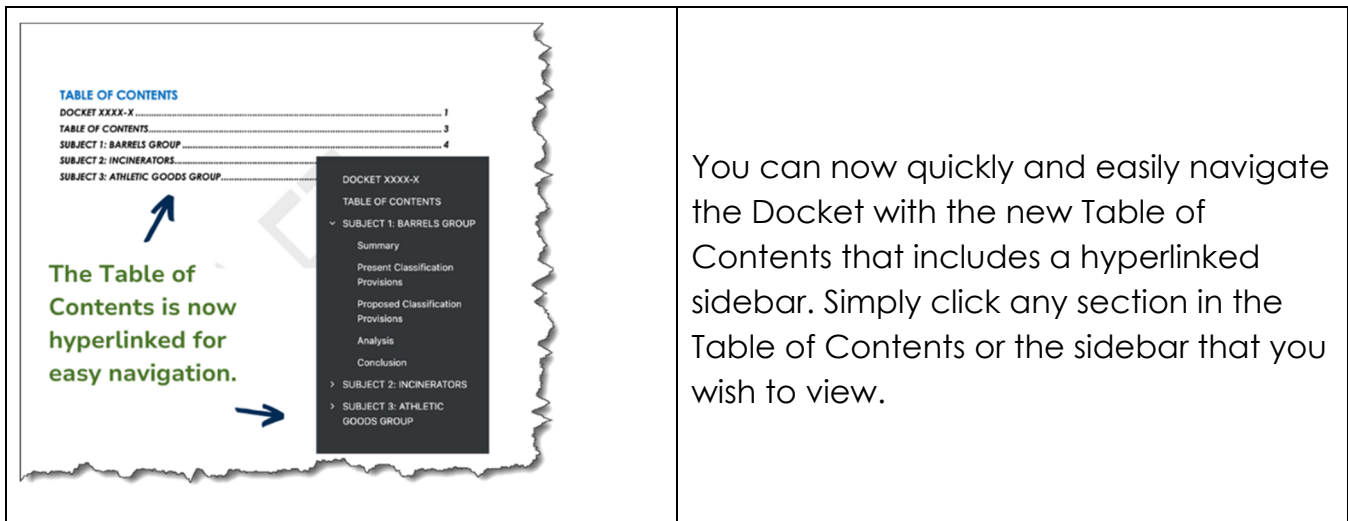 TABLE OF CONTENTS
DOCKET XXXX-X ........ 1
TABLE OF CONTENTS ........ 3
SUBJECT 1: BARRELS GROUP ........ 4
SUBJECT 2: INCINERATORS ........
SUBJECT 3: ATHLETIC GOODS GROUP ........
The Table of
Contents is now
hyperlinked for
easy navigation.
DOCKET XXXX-X
TABLE OF CONTENTS
SUBJECT 1: BARRELS GROUP
Summary
Present Classification
Provisions
Proposed Classification
Provisions
Analysis
Conclusion
SUBJECT 2: INCINERATORS
SUBJECT 3: ATHLETIC
GOODS GROUP
You can now quickly and easily navigate
the Docket with the new Table of
Contents that includes a hyperlinked
sidebar. Simply click any section in the
Table of Contents or the sidebar that you
wish to view.